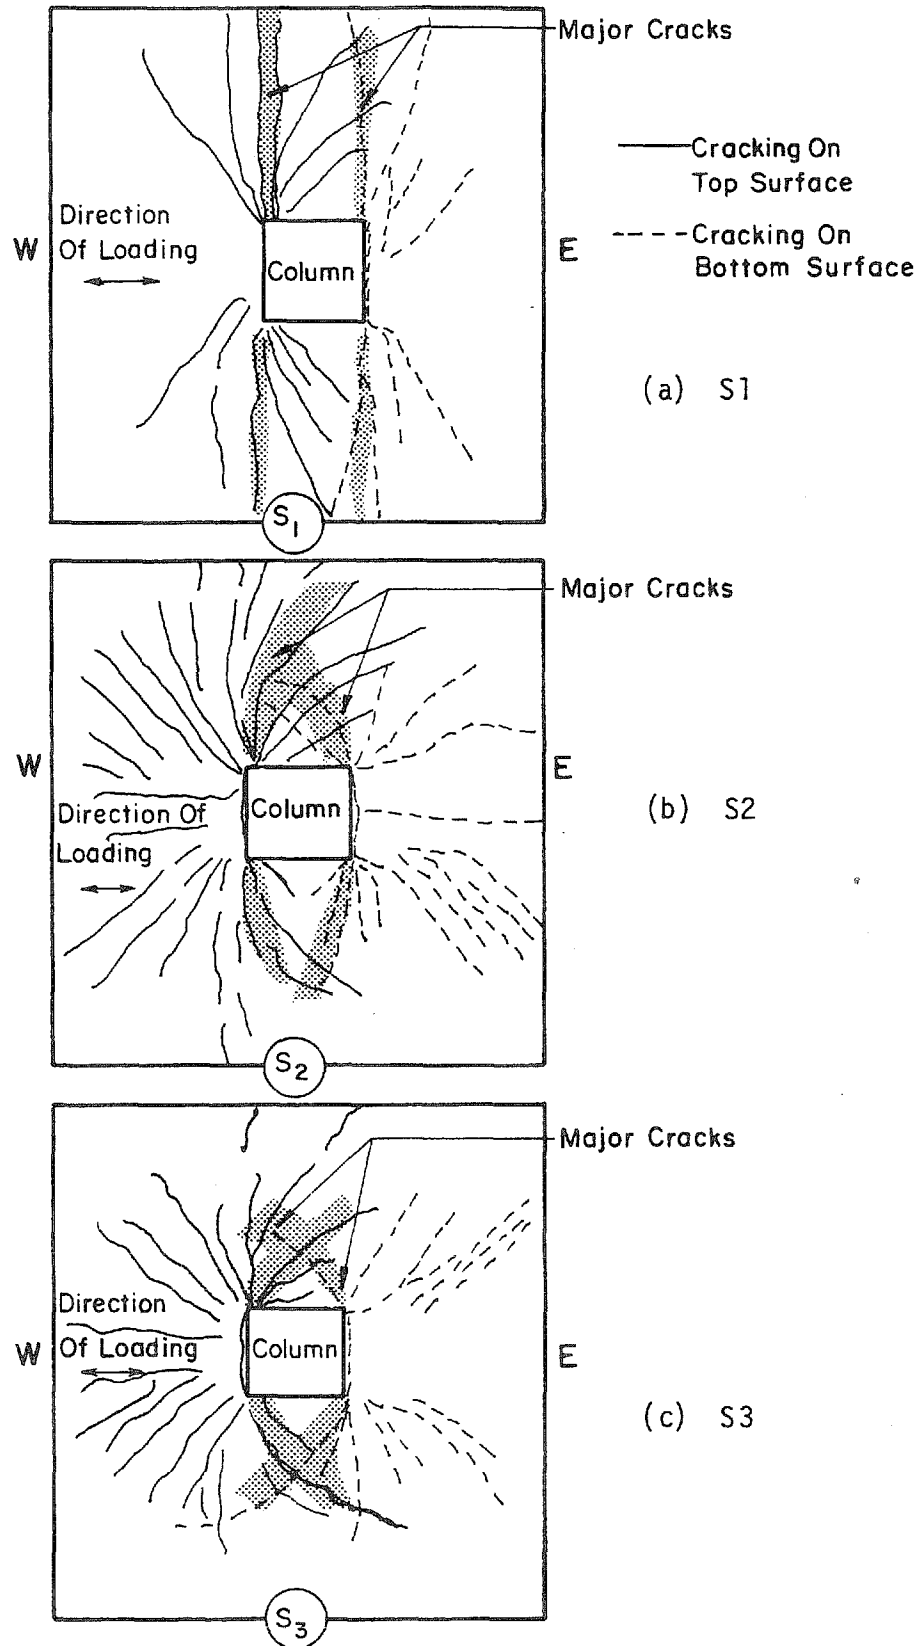 Major Cracks
Cracking On
Top Surface
Direction
Of Loading
W
E
Cracking On
Bottom Surface
Column
(a) S1
S1
Major Cracks
W
E
Column
Direction Of
Loading
(b) S2
S2
Major Cracks
Direction
Of Loading
W
E
Column
(c) S3
S3